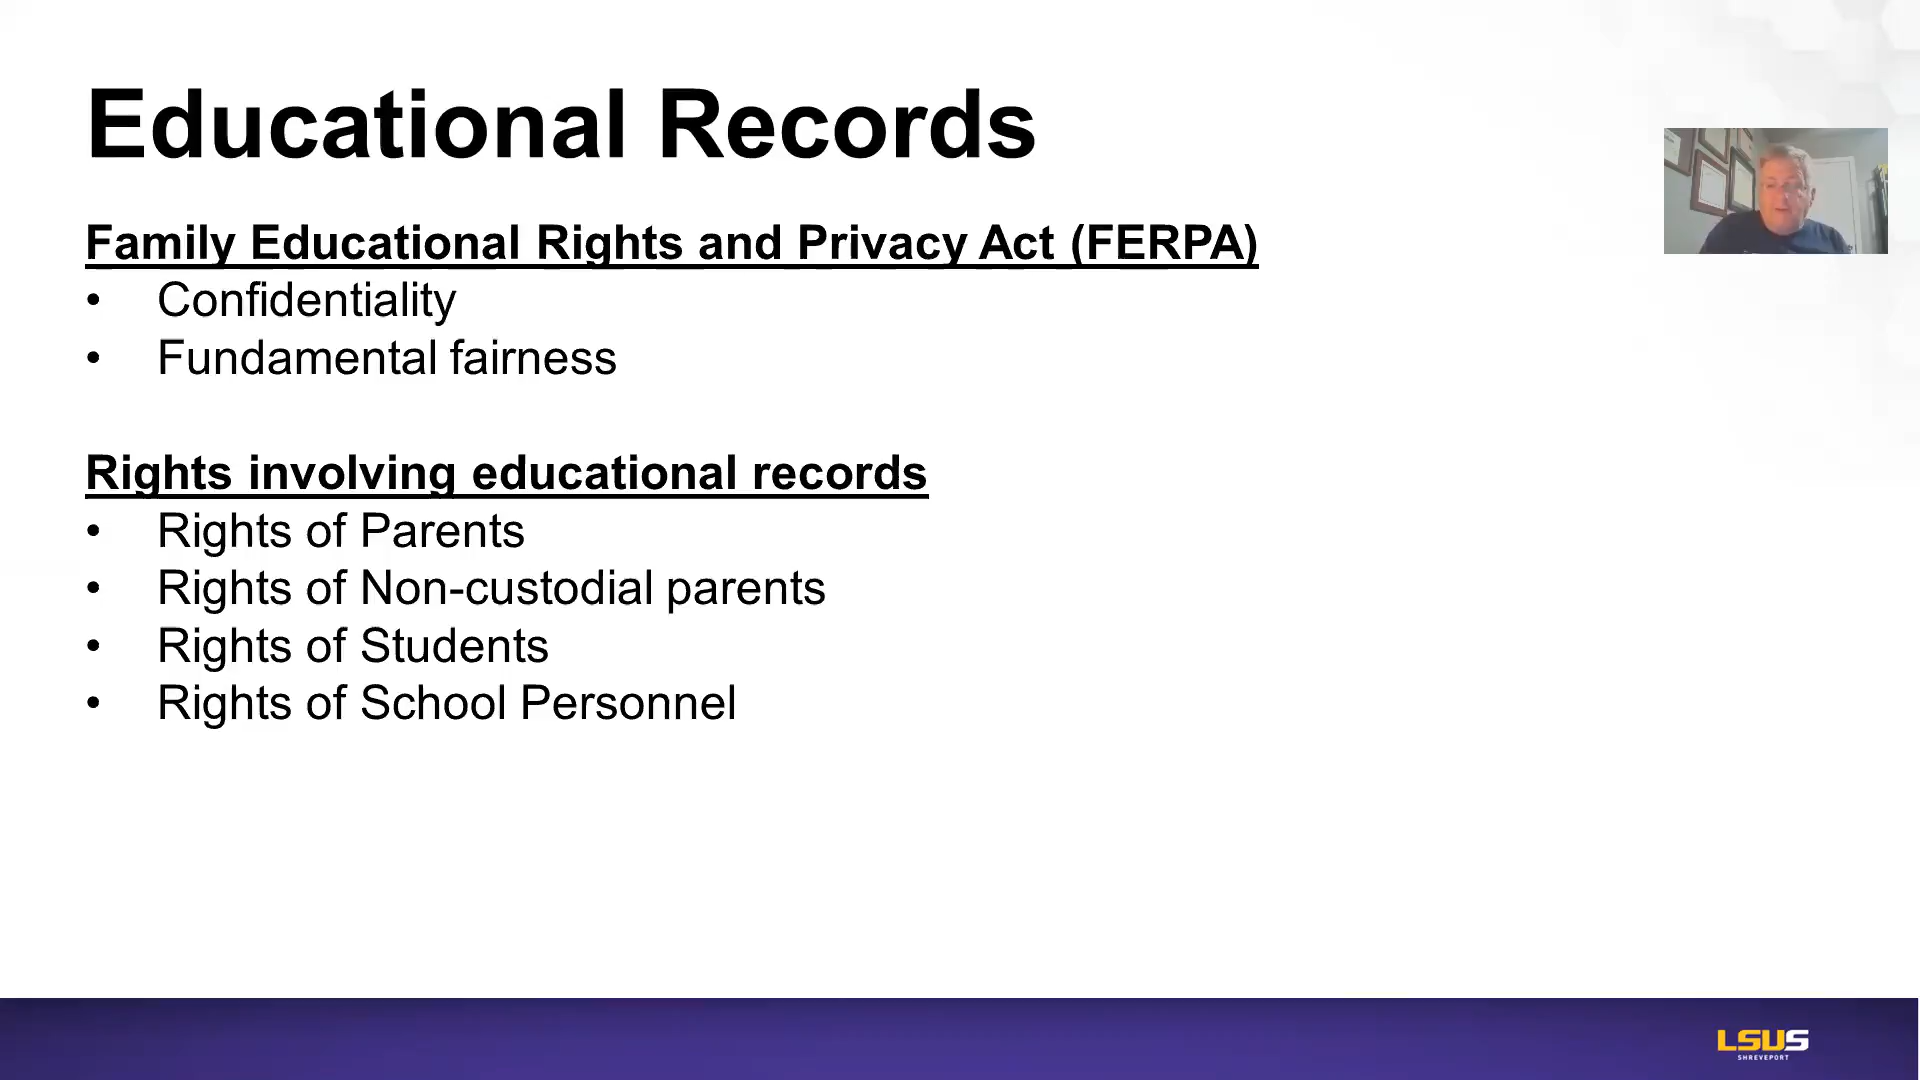 Educational Records
Family Educational Rights and Privacy Act (FERPA)
• Confidentiality
• Fundamental fairness
Rights involving educational records
• Rights of Parents
• Rights of Non-custodial parents
• Rights of Students
• Rights of School Personnel
LSUS
SHREVEPORT